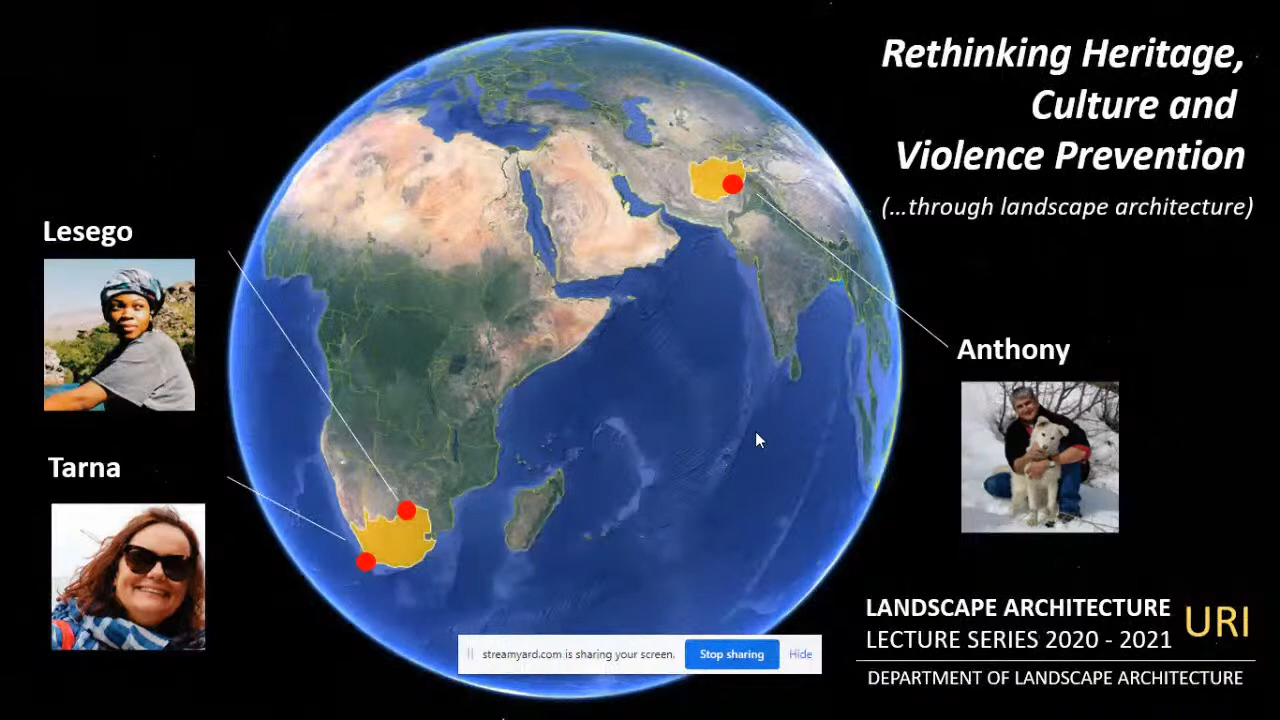 Rethinking Heritage,
Culture and
Violence Prevention
(...through landscape architecture)
Lesego
Anthony
Tarna
LANDSCAPE ARCHITECTURE
LECTURE SERIES 2020 - 2021
URI
DEPARTMENT OF LANDSCAPE ARCHITECTURE
streamyard.com is sharing your screen.
Stop sharing
Hide